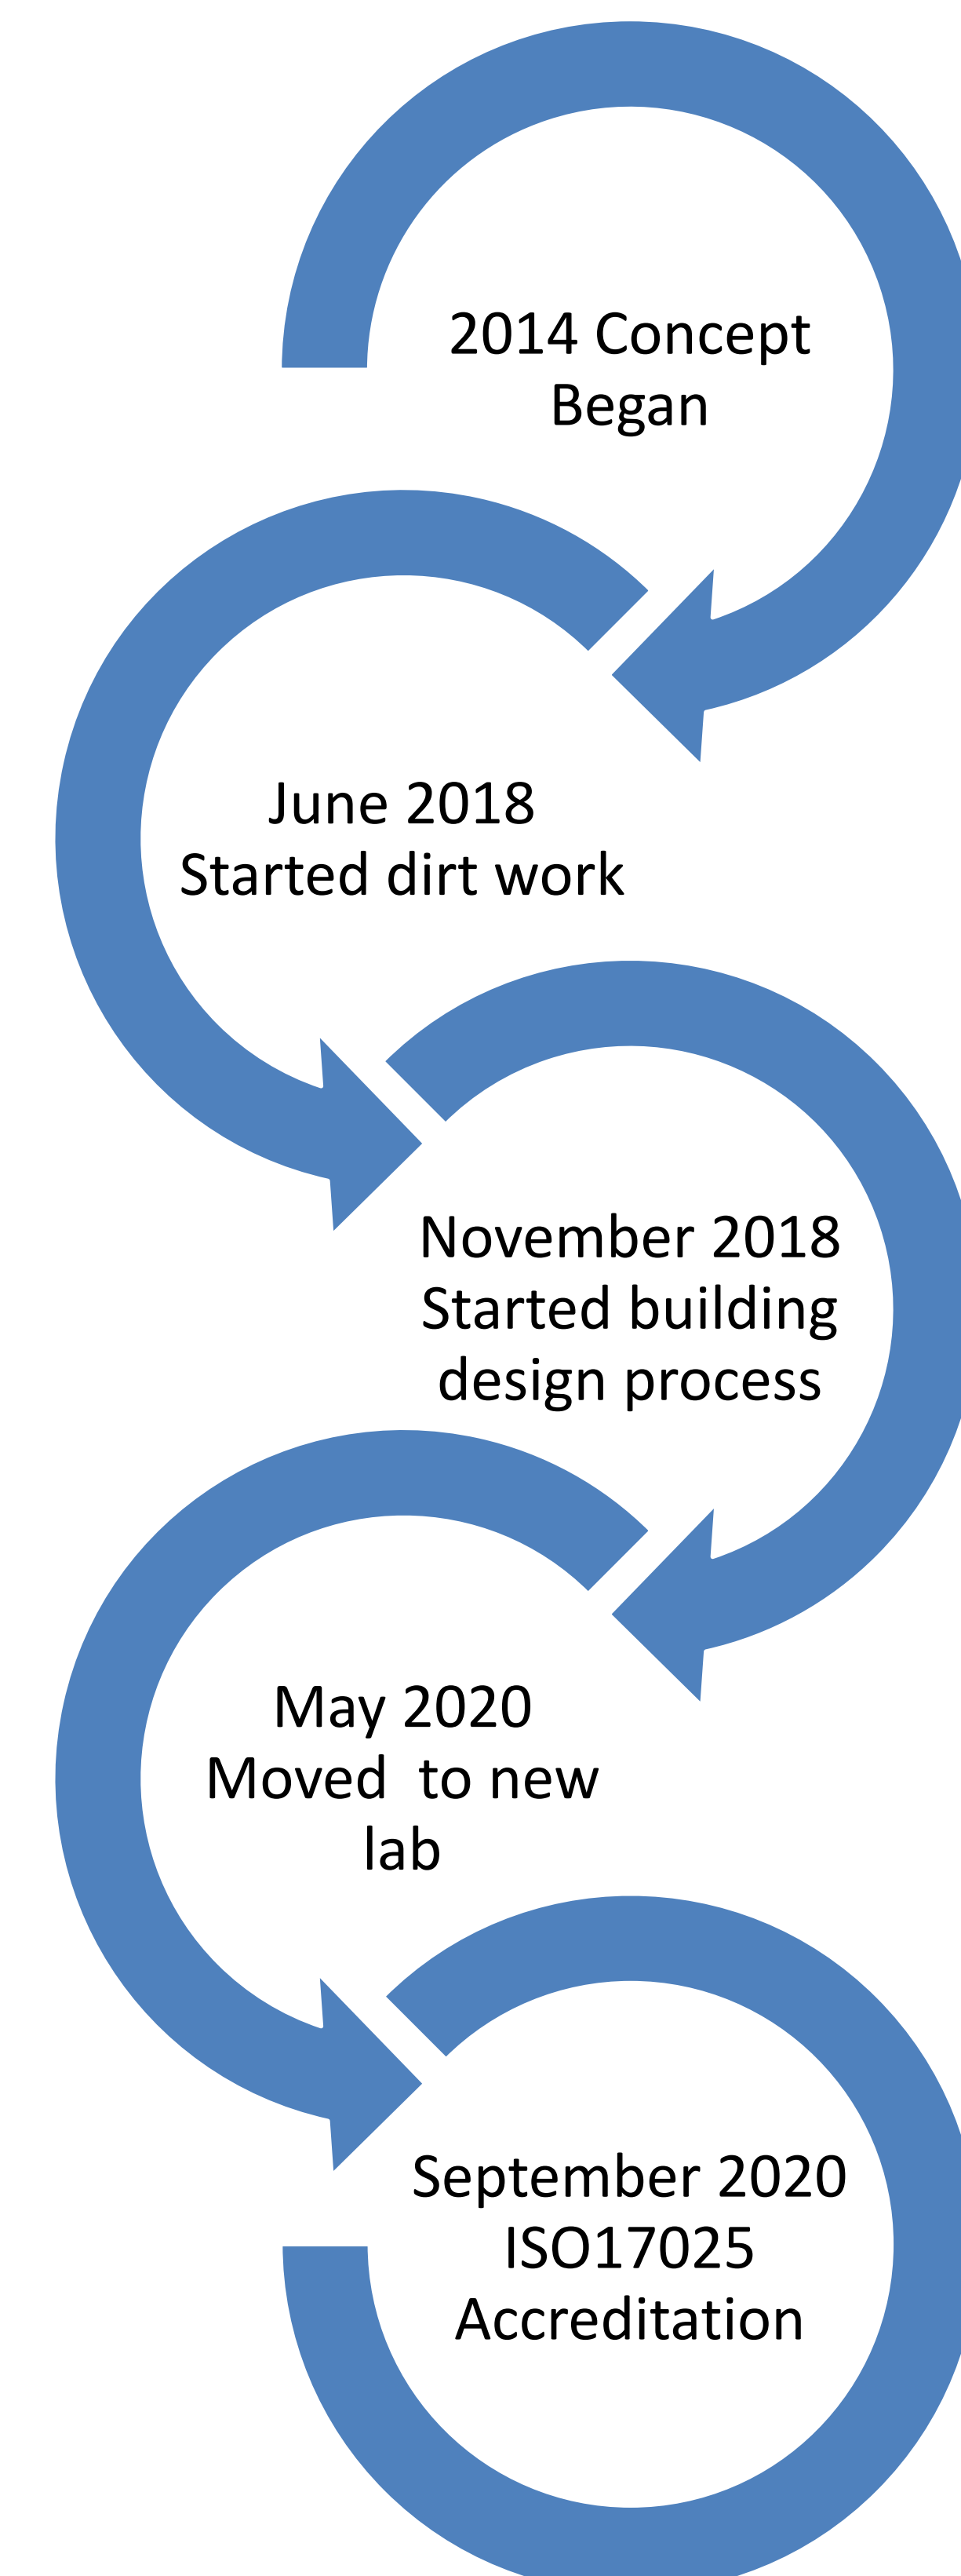 2014 Concept
Began
June 2018
Started dirt work
November 2018
Started building
design process
May 2020
Moved  to new
lab
September 2020
ISO17025
Accreditation